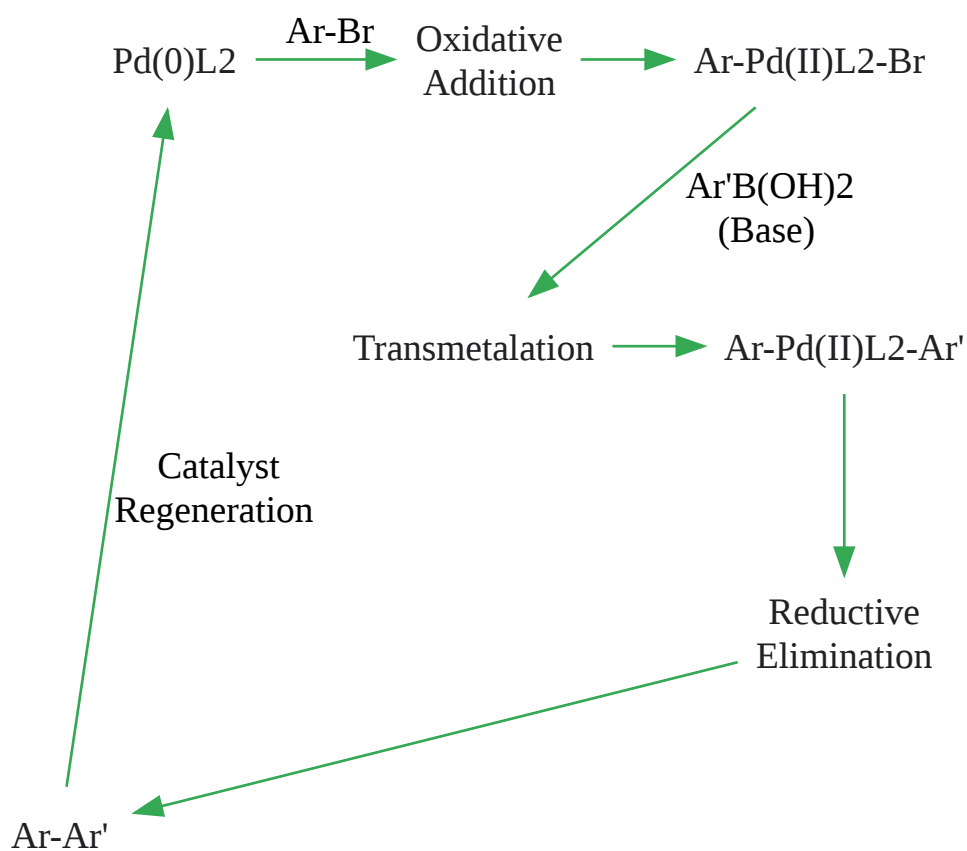 Pd(0)L2
Ar-Br
Oxidative
Addition
Ar-Pd(II)L2-Br
Ar'B(OH)2
(Base)
Transmetalation
Ar-Pd(II)L2-Ar'
Catalyst
Regeneration
Reductive
Elimination
Ar-Ar'